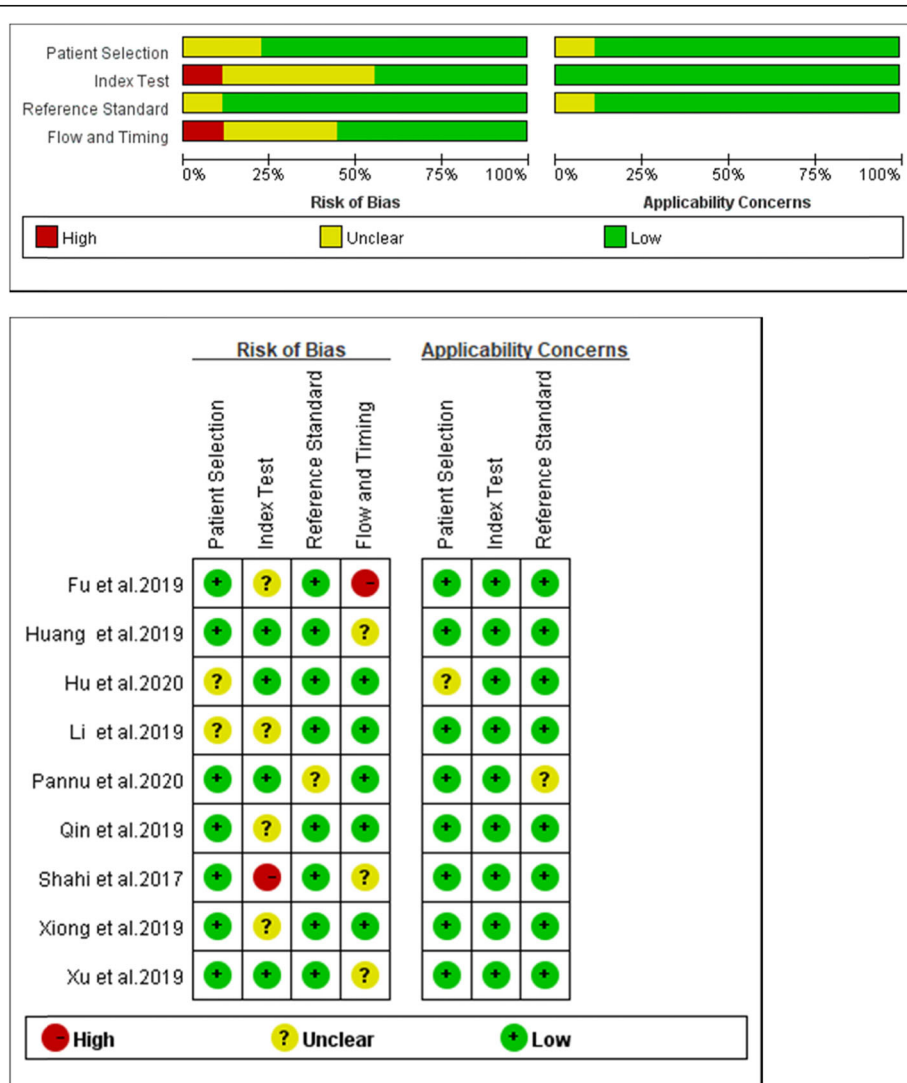 Patient Selection
Index Test
Reference Standard
Flow and Timing
0% 25% 50% 75% 100% 0% 25% 50% 75% 100%
Risk of Bias Applicability Concerns
High Unclear Low
Risk of Bias Applicability Concerns
Patient Selection Index Test Reference Standard Flow and Timing Patient Selection Index Test Reference Standard
Fu et al.2019 + ? + - + + +
Huang et al.2019 + + + ? + + +
Hu et al.2020 ? + + + ? + +
Li et al.2019 ? ? + + + + +
Pannu et al.2020 + + ? + + + ?
Qin et al.2019 + ? + + + + +
Shahi et al.2017 + - + ? + + +
Xiong et al.2019 + ? + + + + +
Xu et al.2019 + + + ? + + +
- High ? Unclear + Low